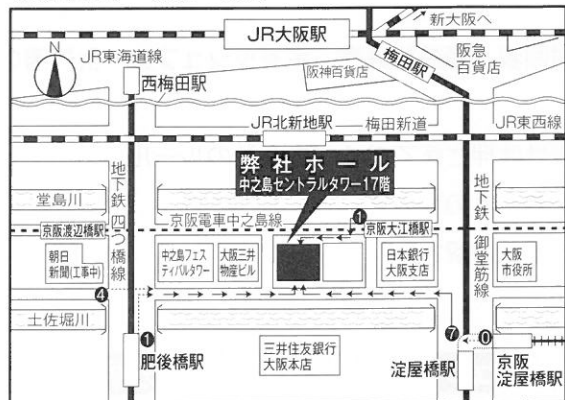 新大阪へ
JR大阪駅
N
JR東海道線
梅田駅
阪急
百貨店
西梅田駅
阪神百貨店
JR北新地駅
梅田新道
JR東西線
弊社ホール
中之島セントラルタワー17階
地下鉄 四つ橋線
地下鉄 御堂筋線
堂島川
京阪電車中之島線
1
京阪渡辺橋駅
京阪大江橋駅
朝日
新聞(工事中)
中之島フェス
ティバルタワー
大阪三井
物産ビル
日本銀行
大阪支店
大阪
市役所
4
土佐堀川
1
7
0
肥後橋駅
三井住友銀行
大阪本店
淀屋橋駅
京阪
淀屋橋駅